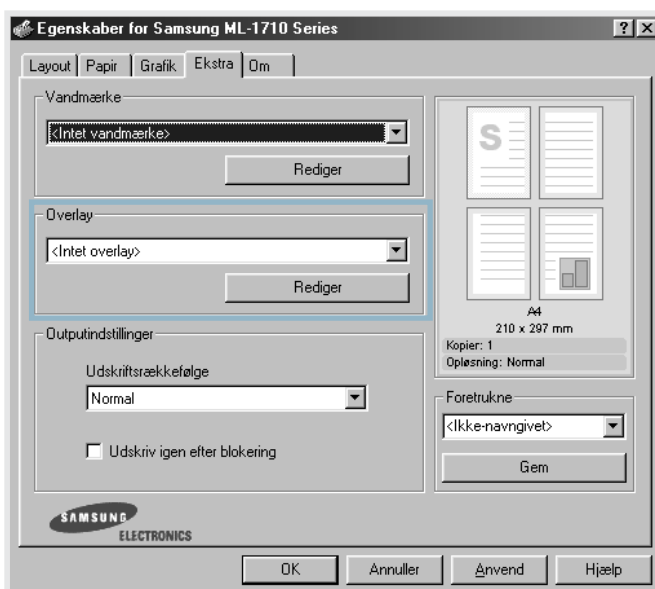 Egenskaber for Samsung ML-1710 Series
Layout Papir Grafik Ekstra Om
Vandmærke
<Intet vandmærke>
Rediger
Overlay
<Intet overlay>
Rediger
Outputindstillinger
Udskriftsrækkefølge
Normal
Udskriv igen efter blokering
S
A4
210 x 297 mm
Kopier: 1
Opløsning: Normal
Foretrukne
<Ikke-navngivet>
Gem
SAMSUNG
ELECTRONICS
OK Annuller Anvend Hjælp